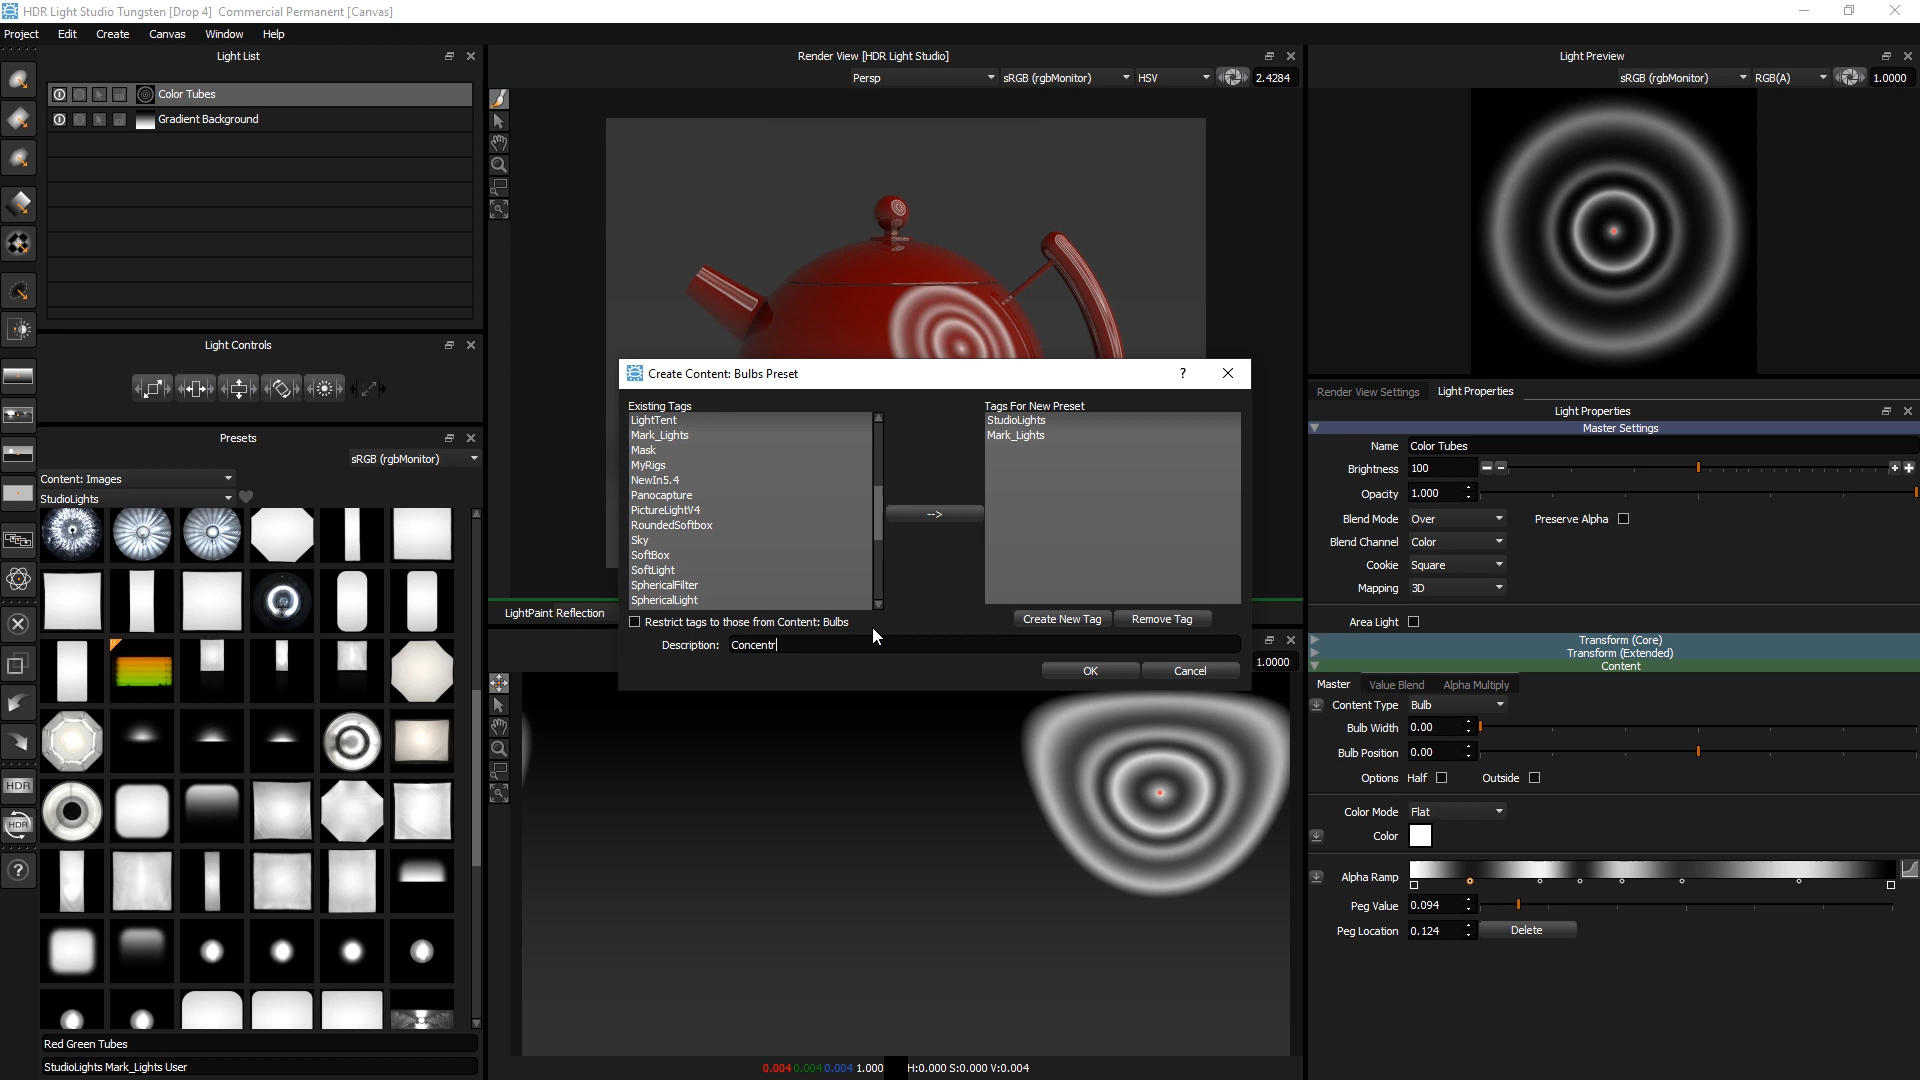 HDR Light Studio Tungsten [Drop 4]  Commercial Permanent [Canvas]
Project Edit Create Canvas Window Help
Light List
Color Tubes
Gradient Background
Light Controls
Presets
sRGB (rgbMonitor)
Content: Images
StudioLights
HDR
HDR
?
Red Green Tubes
StudioLights Mark_Lights User
Render View [HDR Light Studio]
Persp sRGB (rgbMonitor) HSV 2.4284
LightPaint Reflection
Create Content: Bulbs Preset
?
Existing Tags
LightTent
Mark_Lights
Mask
MyRigs
NewIn5.4
Panocapture
PictureLightV4
RoundedSoftbox
Sky
SoftBox
SoftLight
SphericalFilter
SphericalLight
-->
Tags For New Preset
StudioLights
Mark_Lights
Restrict tags to those from Content: Bulbs
Create New Tag Remove Tag
Description: Concentr
OK Cancel
1.0000
0.004 0.004 0.004 1.000 H:0.000 S:0.000 V:0.004
Light Preview
sRGB (rgbMonitor) RGB(A) 1.0000
Render View Settings Light Properties
Light Properties
Master Settings
Name Color Tubes
Brightness 100
Opacity 1.000
Blend Mode Over Preserve Alpha
Blend Channel Color
Cookie Square
Mapping 3D
Area Light
Transform (Core)
Transform (Extended)
Content
Master Value Blend Alpha Multiply
Content Type Bulb
Bulb Width 0.00
Bulb Position 0.00
Options Half Outside
Color Mode Flat
Color
Alpha Ramp
Peg Value 0.094
Peg Location 0.124 Delete